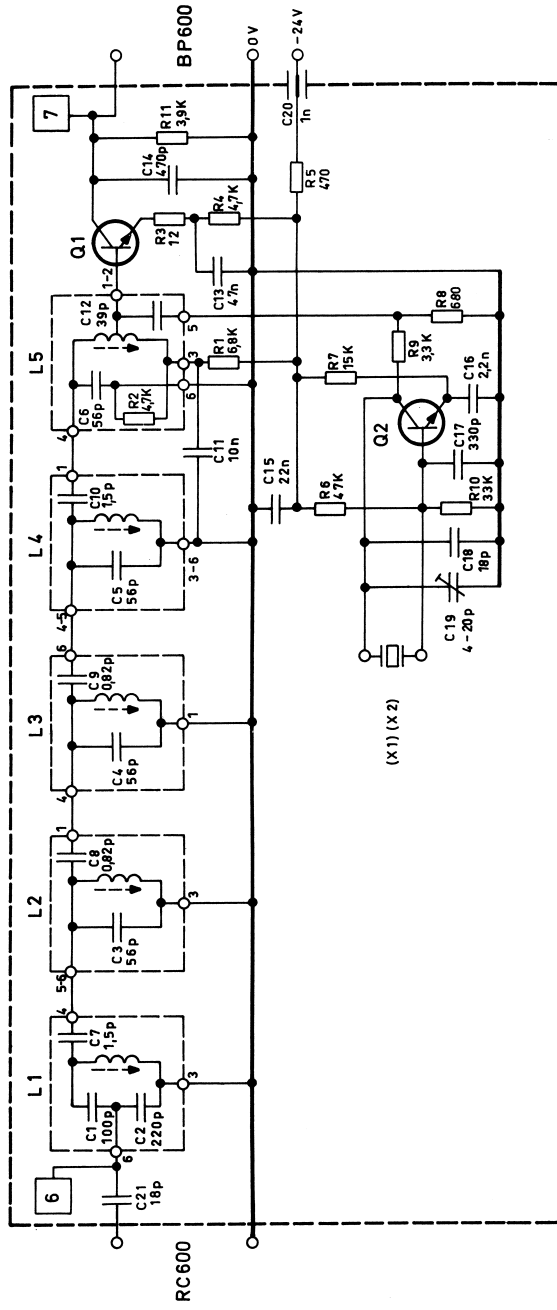 RC600
6
C21
18p
L1
6
C1
100p
C2
220p
C7
1,5p
4
3
L2
5-6
C3
56p
C8
0,82p
1
3
L3
4
C4
56p
C9
0,82p
6
1
L4
4-5
C5
56p
C10
1,5p
1
3-6
L5
4
C6
56p
R2
4,7K
C12
39p
1-2
6
3
5
C11
10n
R1
6,8K
Q1
R3
12
C13
47n
R4
4,7K
C14
470p
R11
3,9K
7
BP600
0V
-24V
C20
1n
R5
470
C15
22n
R6
47K
R7
15K
R9
3,3K
R8
680
Q2
C16
2,2n
C17
330p
R10
33K
C18
18p
C19
4-20p
(X1) (X2)